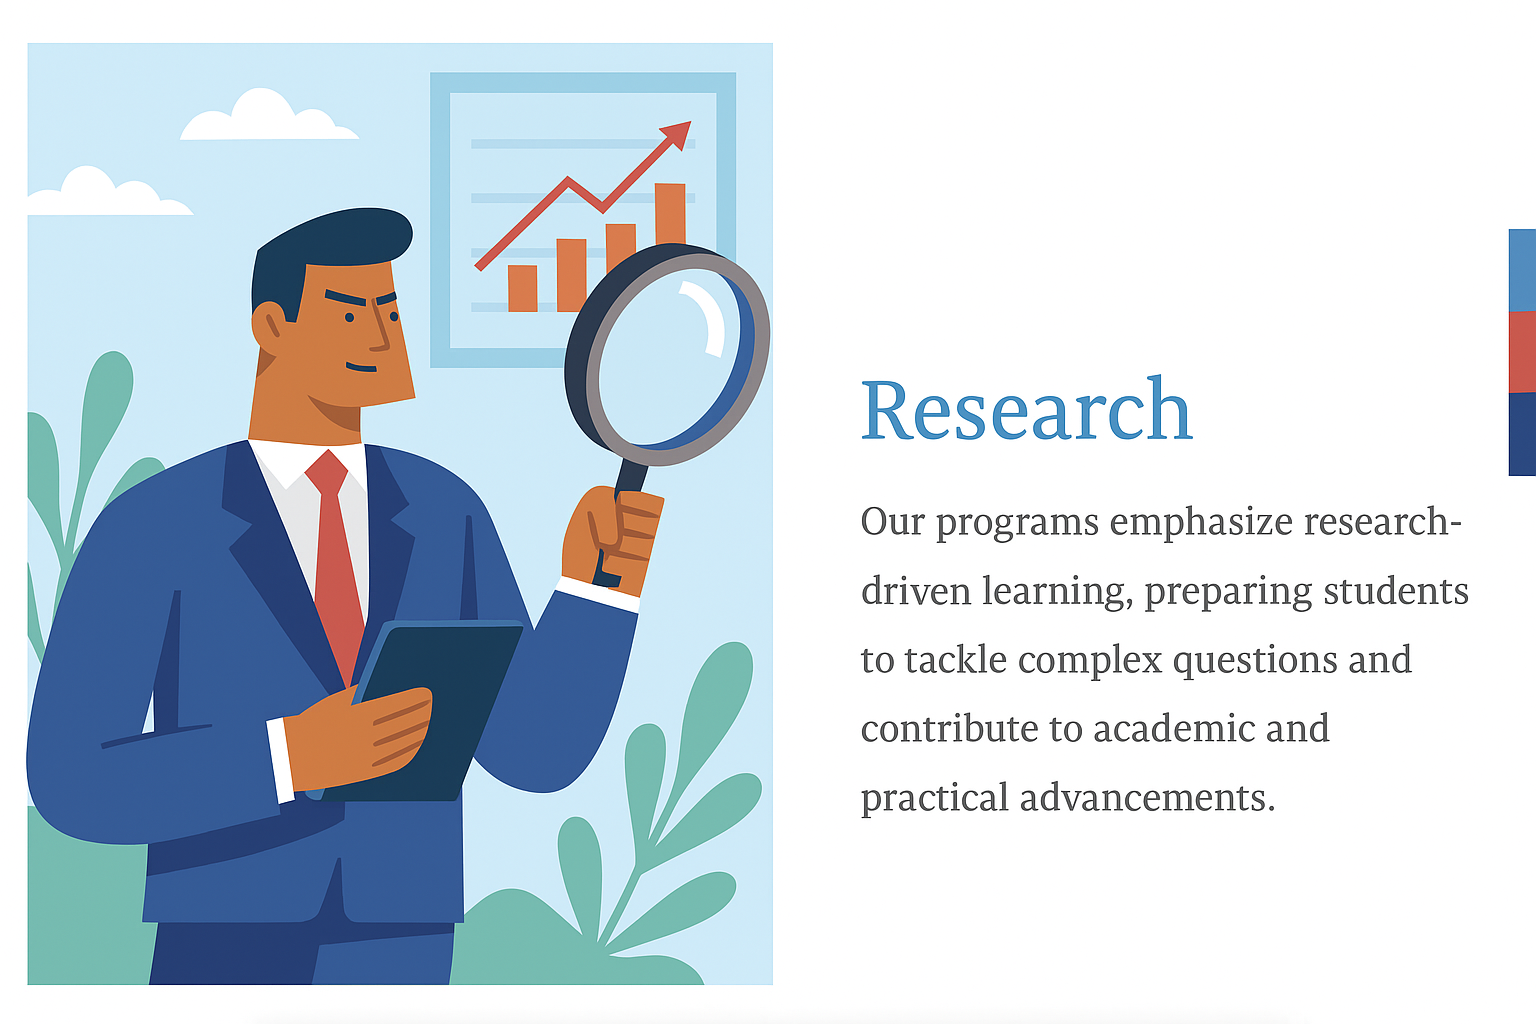 Research
Our programs emphasize research-
driven learning, preparing students
to tackle complex questions and
contribute to academic and
practical advancements.